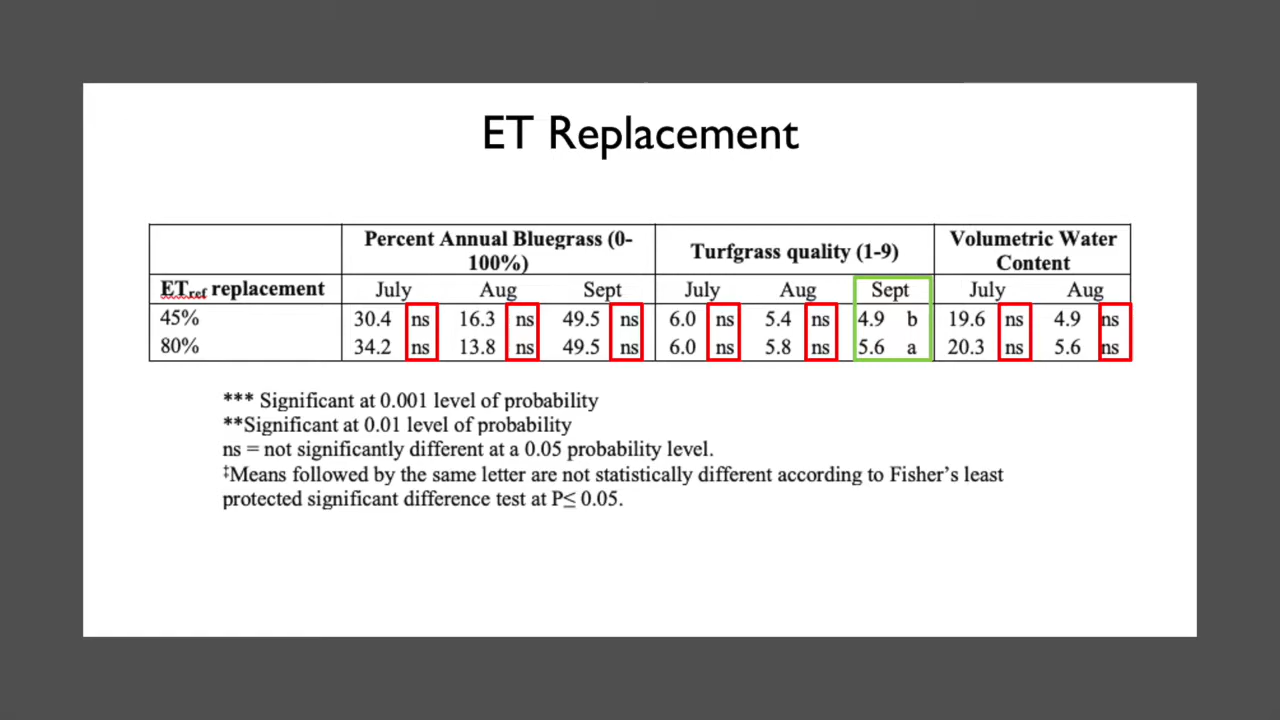 ET Replacement
Percent Annual Bluegrass (0-
100%)
Turfgrass quality (1-9)
Volumetric Water
Content
ETref replacement July Aug Sept July Aug Sept July Aug
45% 30.4 ns 16.3 ns 49.5 ns 6.0 ns 5.4 ns 4.9 b 19.6 ns 4.9 ns
80% 34.2 ns 13.8 ns 49.5 ns 6.0 ns 5.8 ns 5.6 a 20.3 ns 5.6 ns
*** Significant at 0.001 level of probability
**Significant at 0.01 level of probability
ns = not significantly different at a 0.05 probability level.
‡Means followed by the same letter are not statistically different according to Fisher’s least
protected significant difference test at P≤ 0.05.